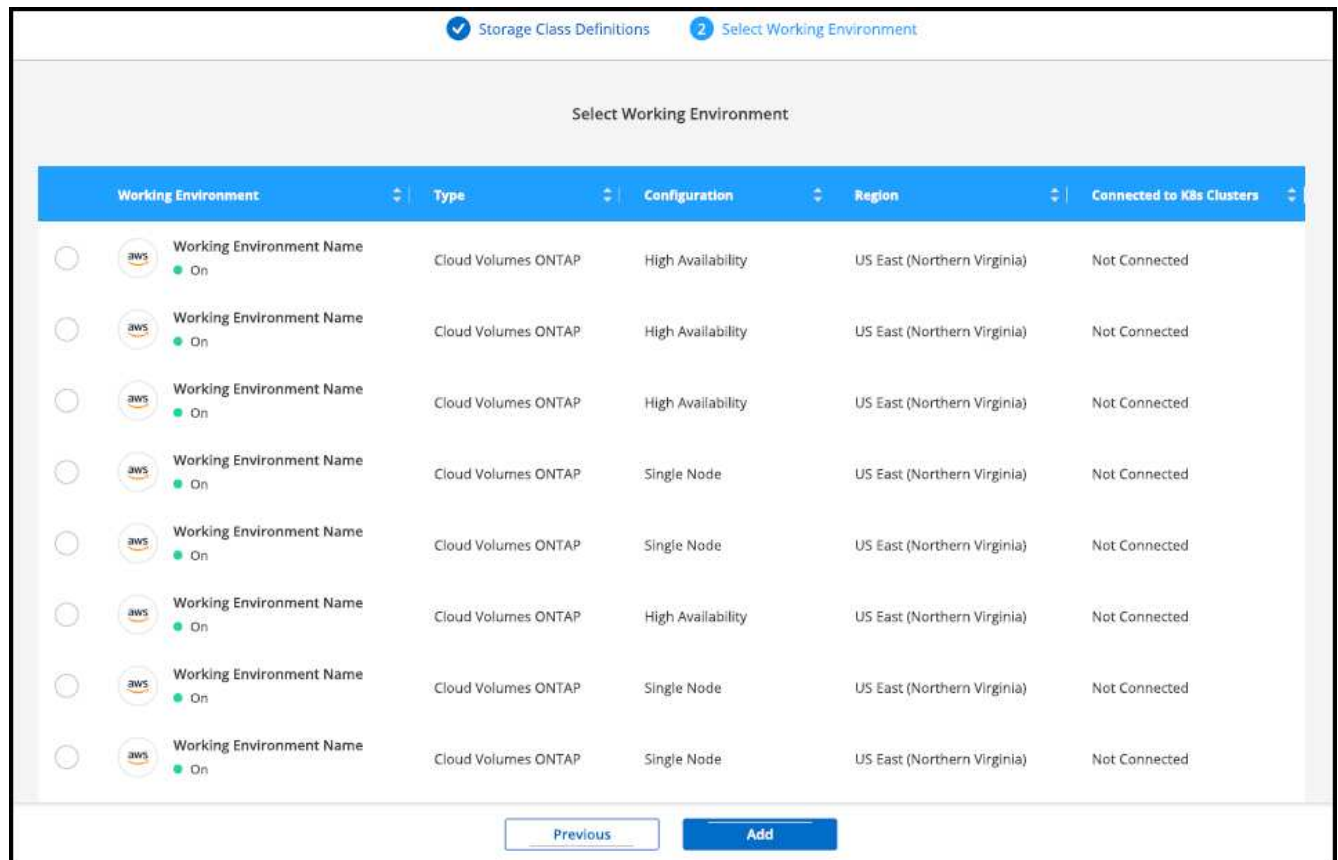 Storage Class Definitions 2 Select Working Environment
Select Working Environment
Working Environment Type Configuration Region Connected to K8s Clusters
aws Working Environment Name
On
Cloud Volumes ONTAP High Availability US East (Northern Virginia) Not Connected
aws Working Environment Name
On
Cloud Volumes ONTAP High Availability US East (Northern Virginia) Not Connected
aws Working Environment Name
On
Cloud Volumes ONTAP High Availability US East (Northern Virginia) Not Connected
aws Working Environment Name
On
Cloud Volumes ONTAP Single Node US East (Northern Virginia) Not Connected
aws Working Environment Name
On
Cloud Volumes ONTAP Single Node US East (Northern Virginia) Not Connected
aws Working Environment Name
On
Cloud Volumes ONTAP High Availability US East (Northern Virginia) Not Connected
aws Working Environment Name
On
Cloud Volumes ONTAP Single Node US East (Northern Virginia) Not Connected
aws Working Environment Name
On
Cloud Volumes ONTAP Single Node US East (Northern Virginia) Not Connected
Previous Add